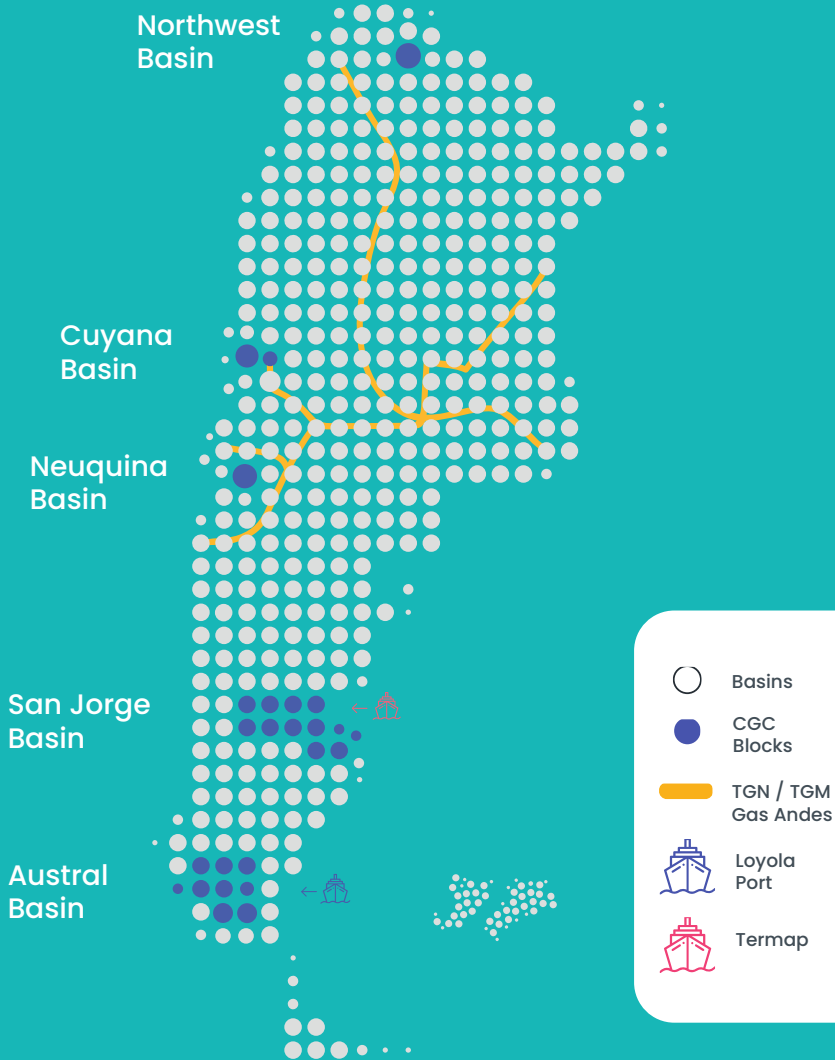 Northwest
Basin
Cuyana
Basin
Neuquina
Basin
San Jorge
Basin
Austral
Basin
Basins
CGC
Blocks
TGN / TGM
Gas Andes
Loyola
Port
Termap